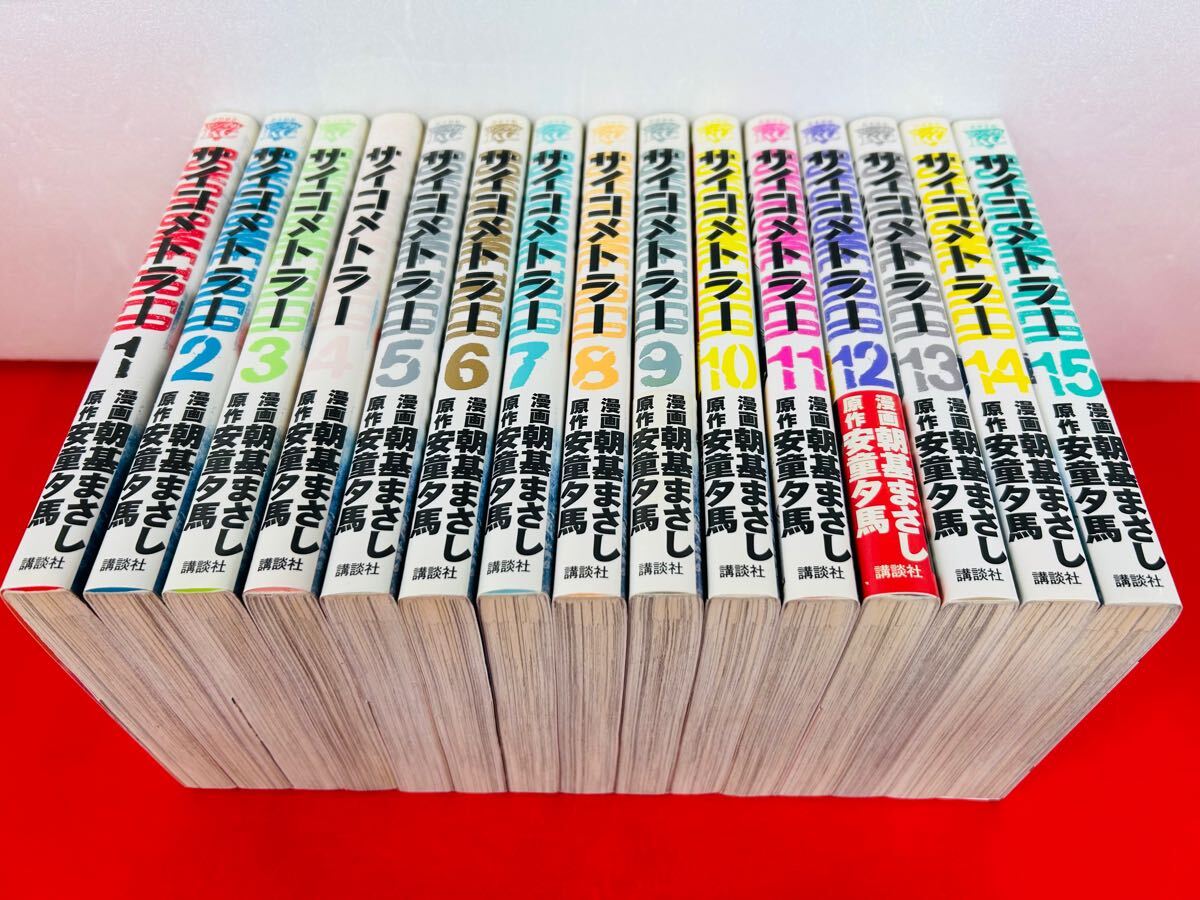 サイコメトラー
1
漫画 朝基まさし
原作 安童夕馬
講談社
サイコメトラー
2
漫画 朝基まさし
原作 安童夕馬
講談社
サイコメトラー
3
漫画 朝基まさし
原作 安童夕馬
講談社
サイコメトラー
4
漫画 朝基まさし
原作 安童夕馬
講談社
サイコメトラー
5
漫画 朝基まさし
原作 安童夕馬
講談社
サイコメトラー
6
漫画 朝基まさし
原作 安童夕馬
講談社
サイコメトラー
7
漫画 朝基まさし
原作 安童夕馬
講談社
サイコメトラー
8
漫画 朝基まさし
原作 安童夕馬
講談社
サイコメトラー
9
漫画 朝基まさし
原作 安童夕馬
講談社
サイコメトラー
10
漫画 朝基まさし
原作 安童夕馬
講談社
サイコメトラー
11
漫画 朝基まさし
原作 安童夕馬
講談社
サイコメトラー
12
漫画 朝基まさし
原作 安童夕馬
講談社
サイコメトラー
13
漫画 朝基まさし
原作 安童夕馬
講談社
サイコメトラー
14
漫画 朝基まさし
原作 安童夕馬
講談社
サイコメトラー
15
漫画 朝基まさし
原作 安童夕馬
講談社